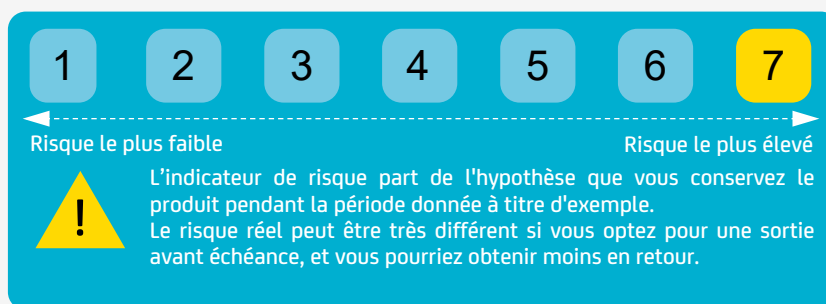 1 2 3 4 5 6 7
Risque le plus faible Risque le plus élevé
L’indicateur de risque part de l'hypothèse que vous conservez le
produit pendant la période donnée à titre d'exemple.
Le risque réel peut être très différent si vous optez pour une sortie
avant échéance, et vous pourriez obtenir moins en retour.
!